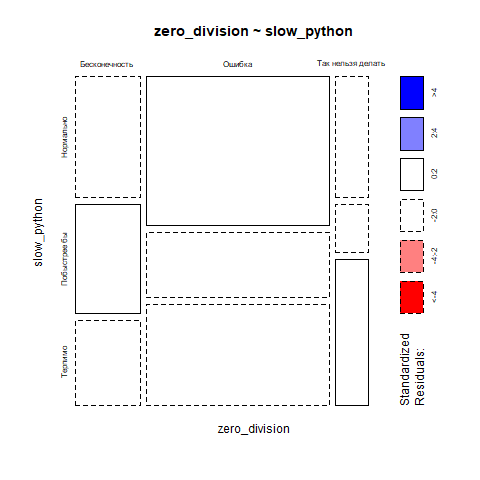 zero_division ~ slow_python
Бесконечность
Ошибка
Так нельзя делать
Нормально
Побыстрее бы
Терпимо
slow_python
zero_division
>4
2:4
0:2
-2:0
-4:-2
<-4
Standardized
Residuals: